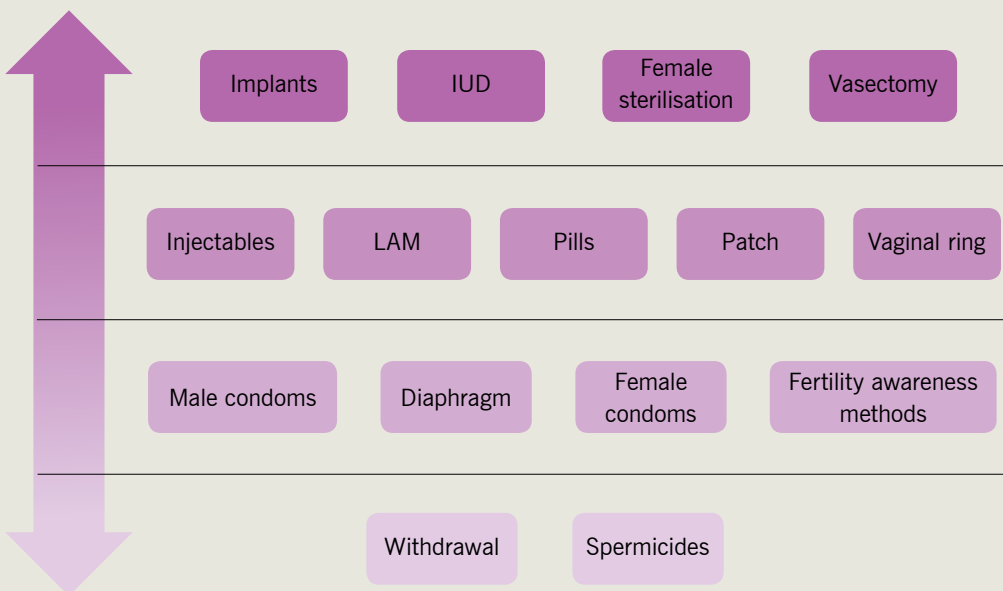 Implants
IUD
Female
sterilisation
Vasectomy
Injectables
LAM
Pills
Patch
Vaginal ring
Male condoms
Diaphragm
Female
condoms
Fertility awareness
methods
Withdrawal
Spermicides